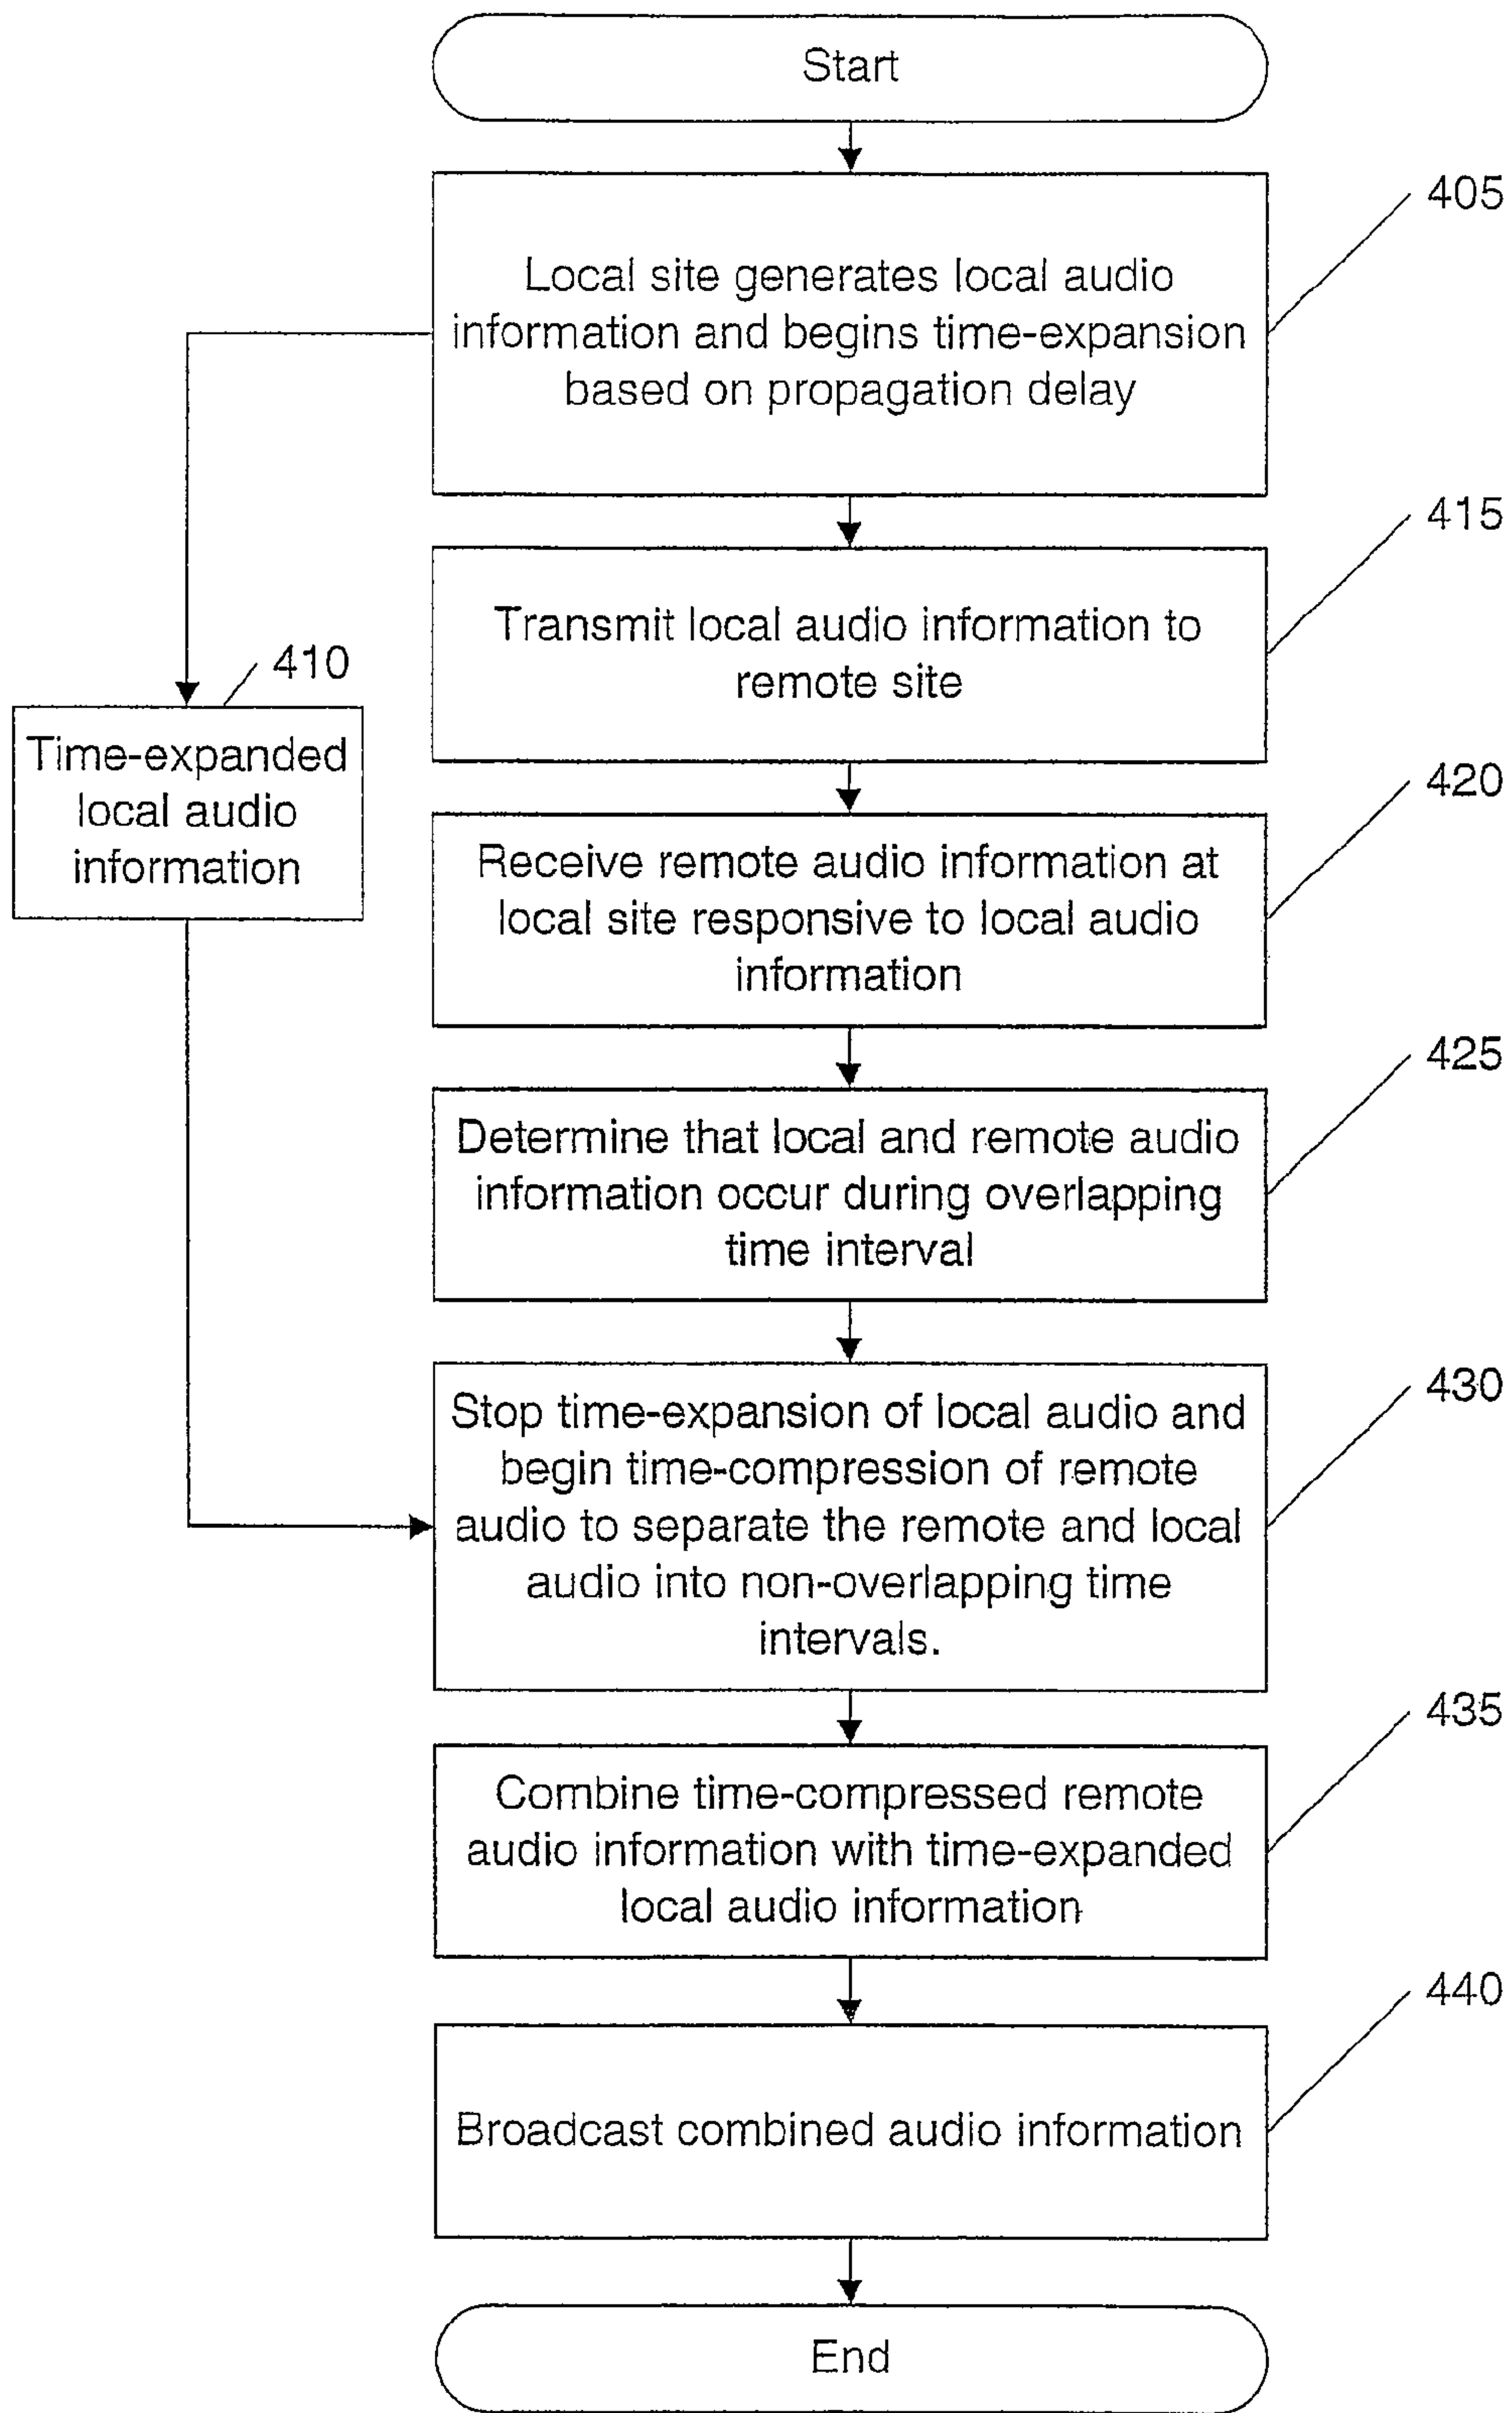 Start
405
Local site generates local audio
information and begins time-expansion
based on propagation delay
415
Transmit local audio information to
remote site
410
Time-expanded
local audio
information
420
Receive remote audio information at
local site responsive to local audio
information
425
Determine that local and remote audio
information occur during overlapping
time interval
430
Stop time-expansion of local audio and
begin time-compression of remote
audio to separate the remote and local
audio into non-overlapping time
intervals.
435
Combine time-compressed remote
audio information with time-expanded
local audio information
440
Broadcast combined audio information
End